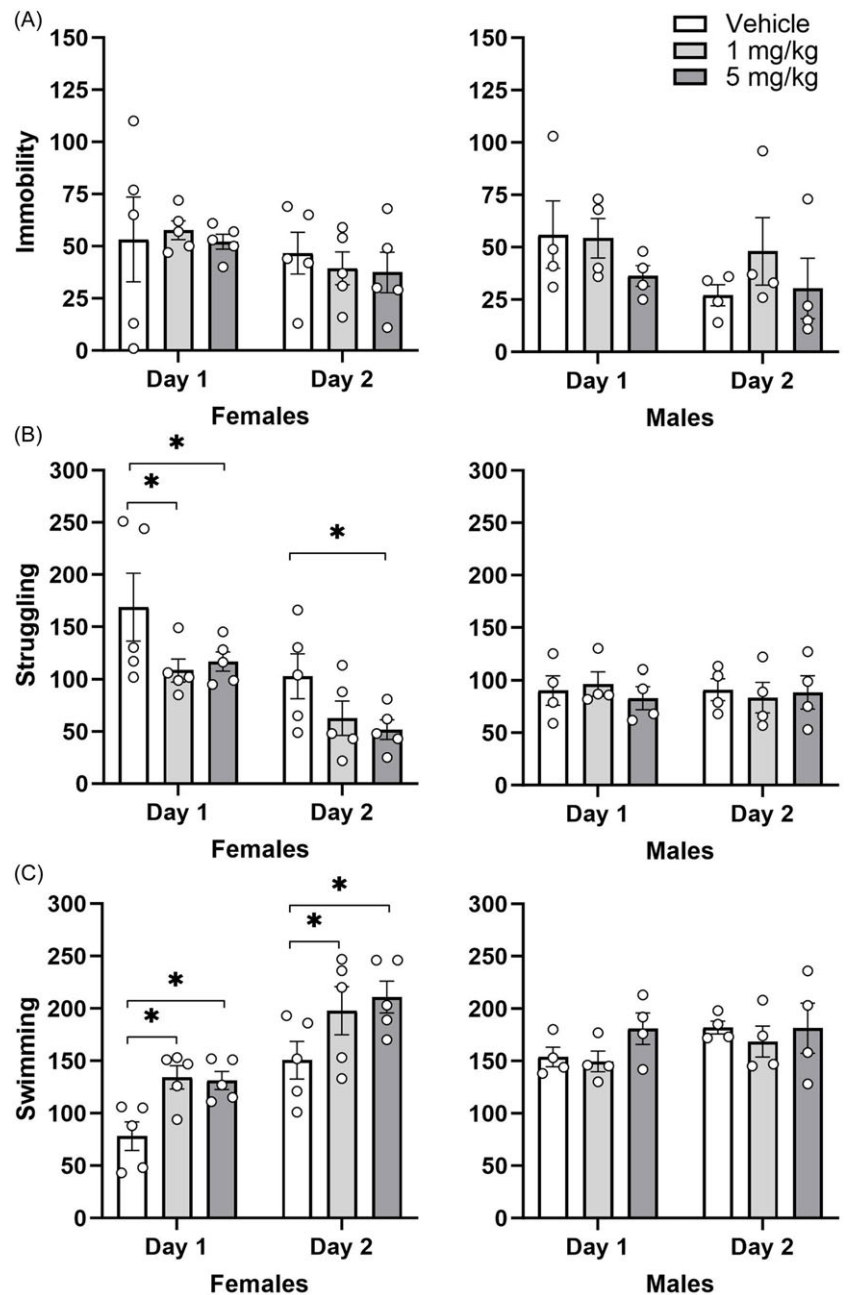 (A)
Vehicle
1 mg/kg
5 mg/kg
Immobility
150
125
100
75
50
25
0
Day 1 Day 2
Females
150
125
100
75
50
25
0
Day 1 Day 2
Males
(B)
Struggling
300
250
200
150
100
50
0
* * *
Day 1 Day 2
Females
300
250
200
150
100
50
0
Day 1 Day 2
Males
(C)
Swimming
300
250
200
150
100
50
0
* * * *
Day 1 Day 2
Females
300
250
200
150
100
50
0
Day 1 Day 2
Males